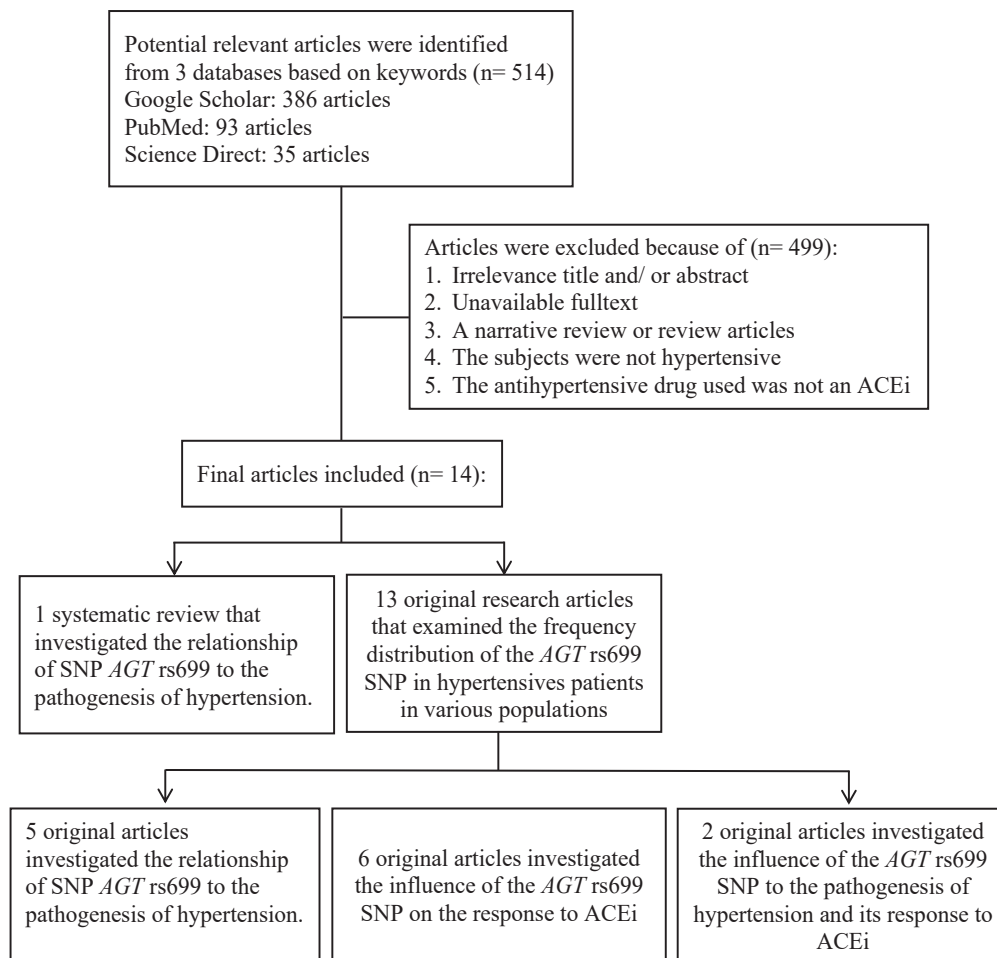 Potential relevant articles were identified
from 3 databases based on keywords (n= 514)
Google Scholar: 386 articles
PubMed: 93 articles
Science Direct: 35 articles
Articles were excluded because of (n= 499):
1. Irrelevance title and/ or abstract
2. Unavailable fulltext
3. A narrative review or review articles
4. The subjects were not hypertensive
5. The antihypertensive drug used was not an ACEi
Final articles included (n= 14):
1 systematic review that
investigated the relationship
of SNP AGT rs699 to the
pathogenesis of hypertension.
13 original research articles
that examined the frequency
distribution of the AGT rs699
SNP in hypertensives patients
in various populations
5 original articles
investigated the relationship
of SNP AGT rs699 to the
pathogenesis of hypertension.
6 original articles investigated
the influence of the AGT rs699
SNP on the response to ACEi
2 original articles investigated
the influence of the AGT rs699
SNP to the pathogenesis of
hypertension and its response to
ACEi